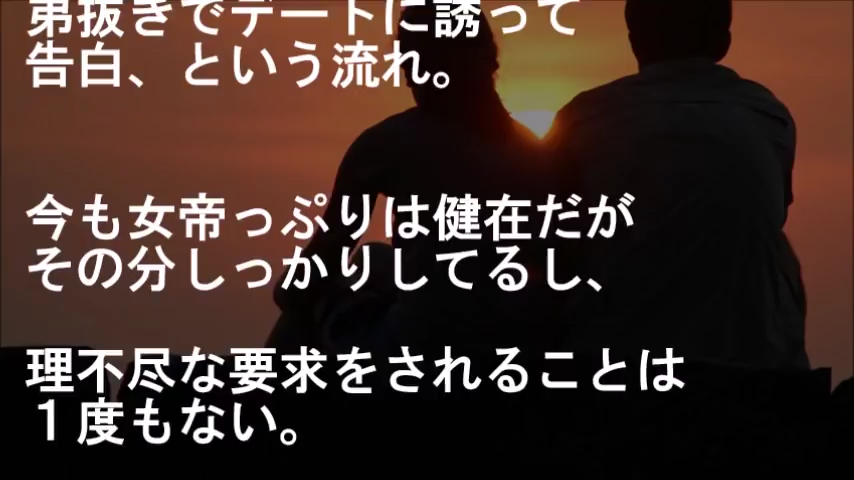 弟抜きでデートに誘って
告白、という流れ。
今も女帝っぷりは健在だが
その分しっかりしてるし、
理不尽な要求をされることは
１度もない。